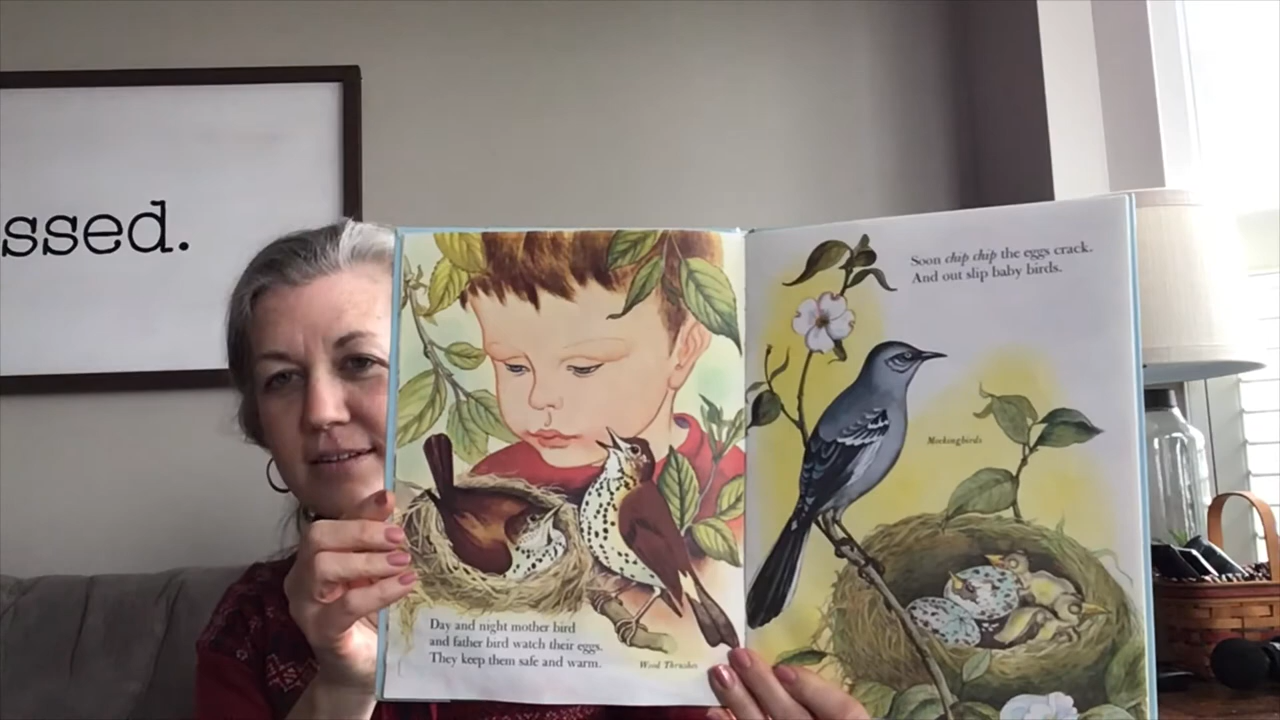 ssed.
Day and night mother bird
and father bird watch their eggs.
They keep them safe and warm.
Wood Thrushes
Soon chip chip the eggs crack.
And out slip baby birds.
Mockingbirds